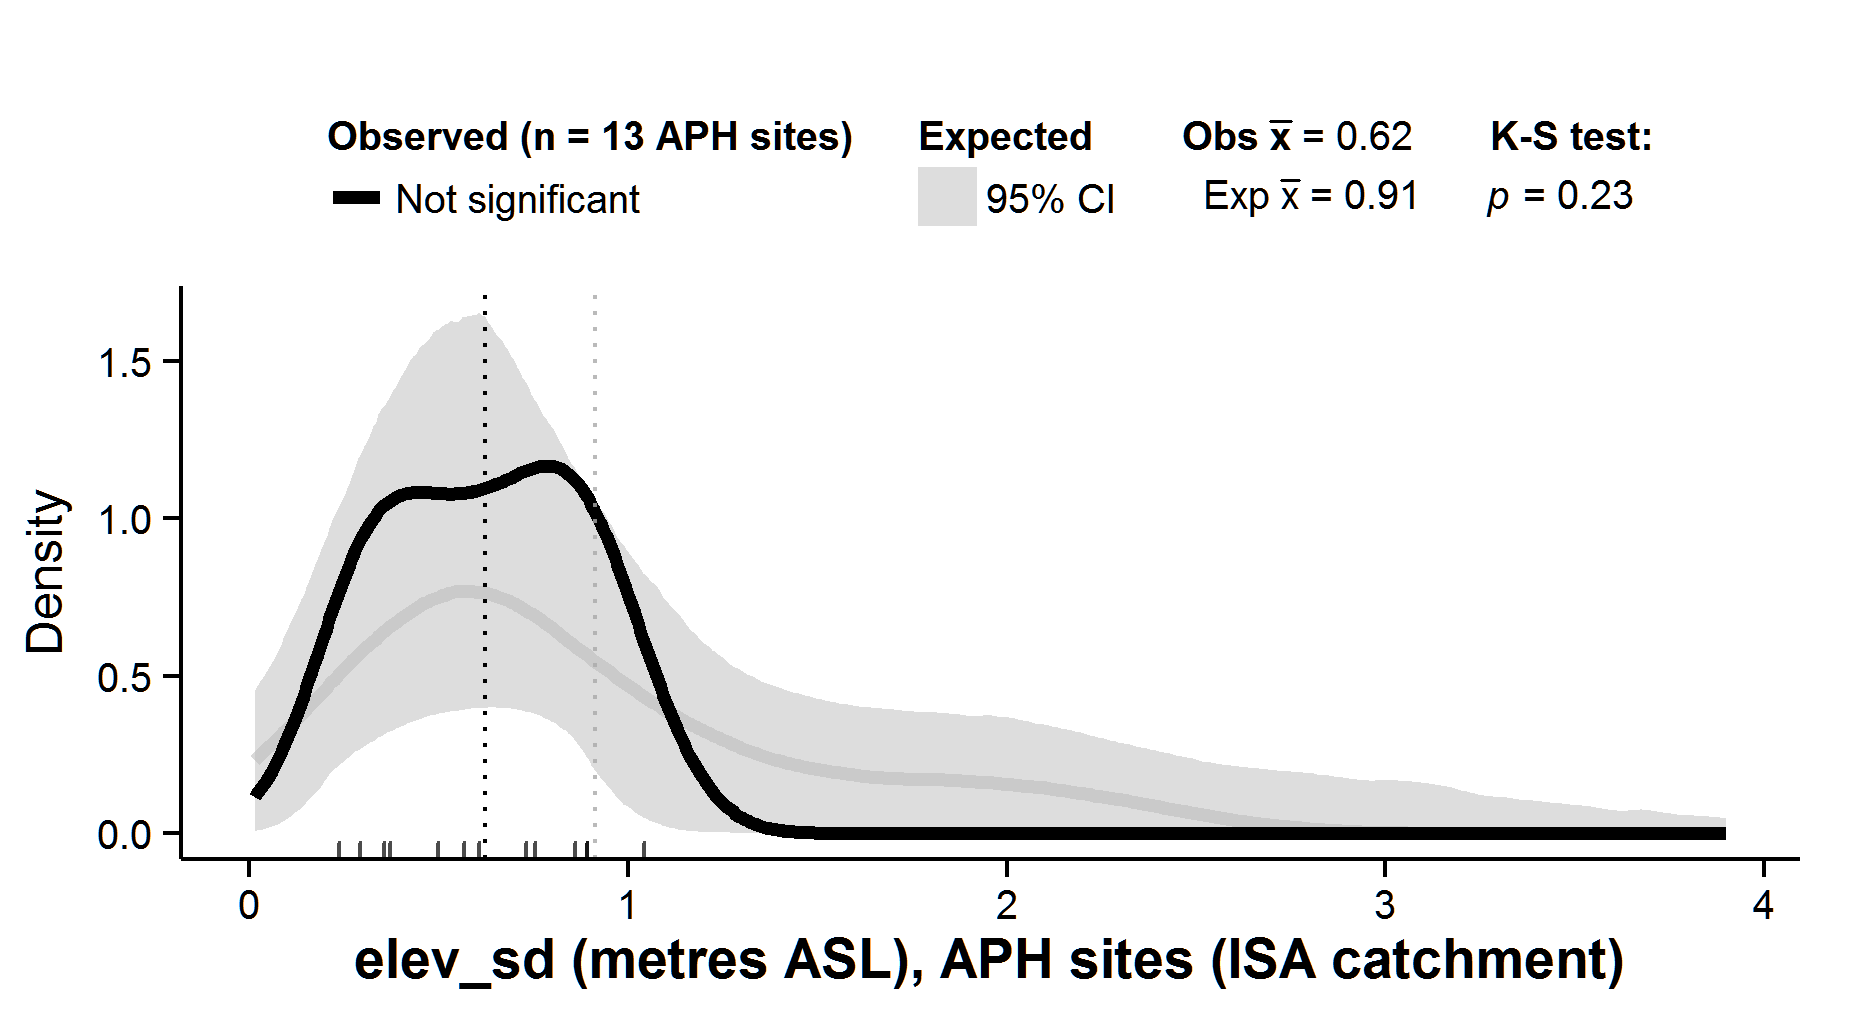 Observed (n = 13 APH sites) Expected Obs x̅ = 0.62 K-S test:
Not significant 95% CI Exp x̅ = 0.91 p = 0.23
1.5
1.0
0.5
0.0
Density
0 1 2 3 4
elev_sd (metres ASL), APH sites (ISA catchment)